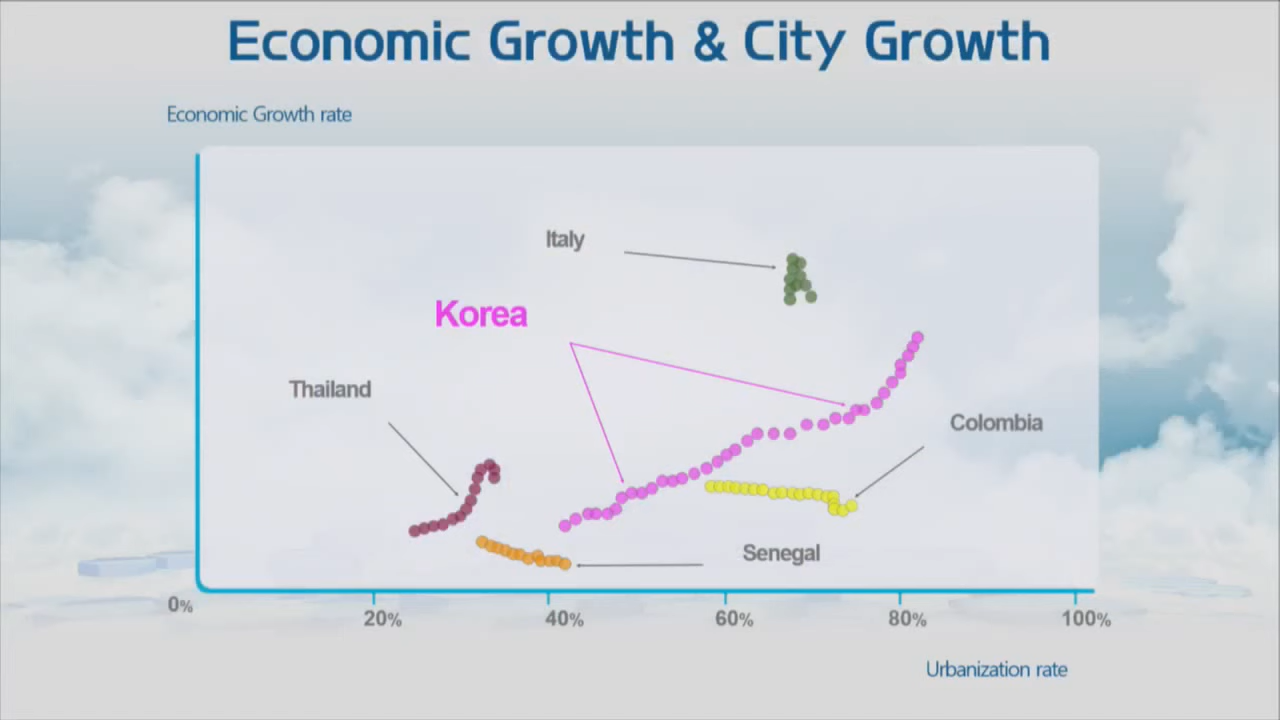 Economic Growth & City Growth
Economic Growth rate
Italy
Korea
Thailand
Colombia
Senegal
0%
20%
40%
60%
80%
100%
Urbanization rate